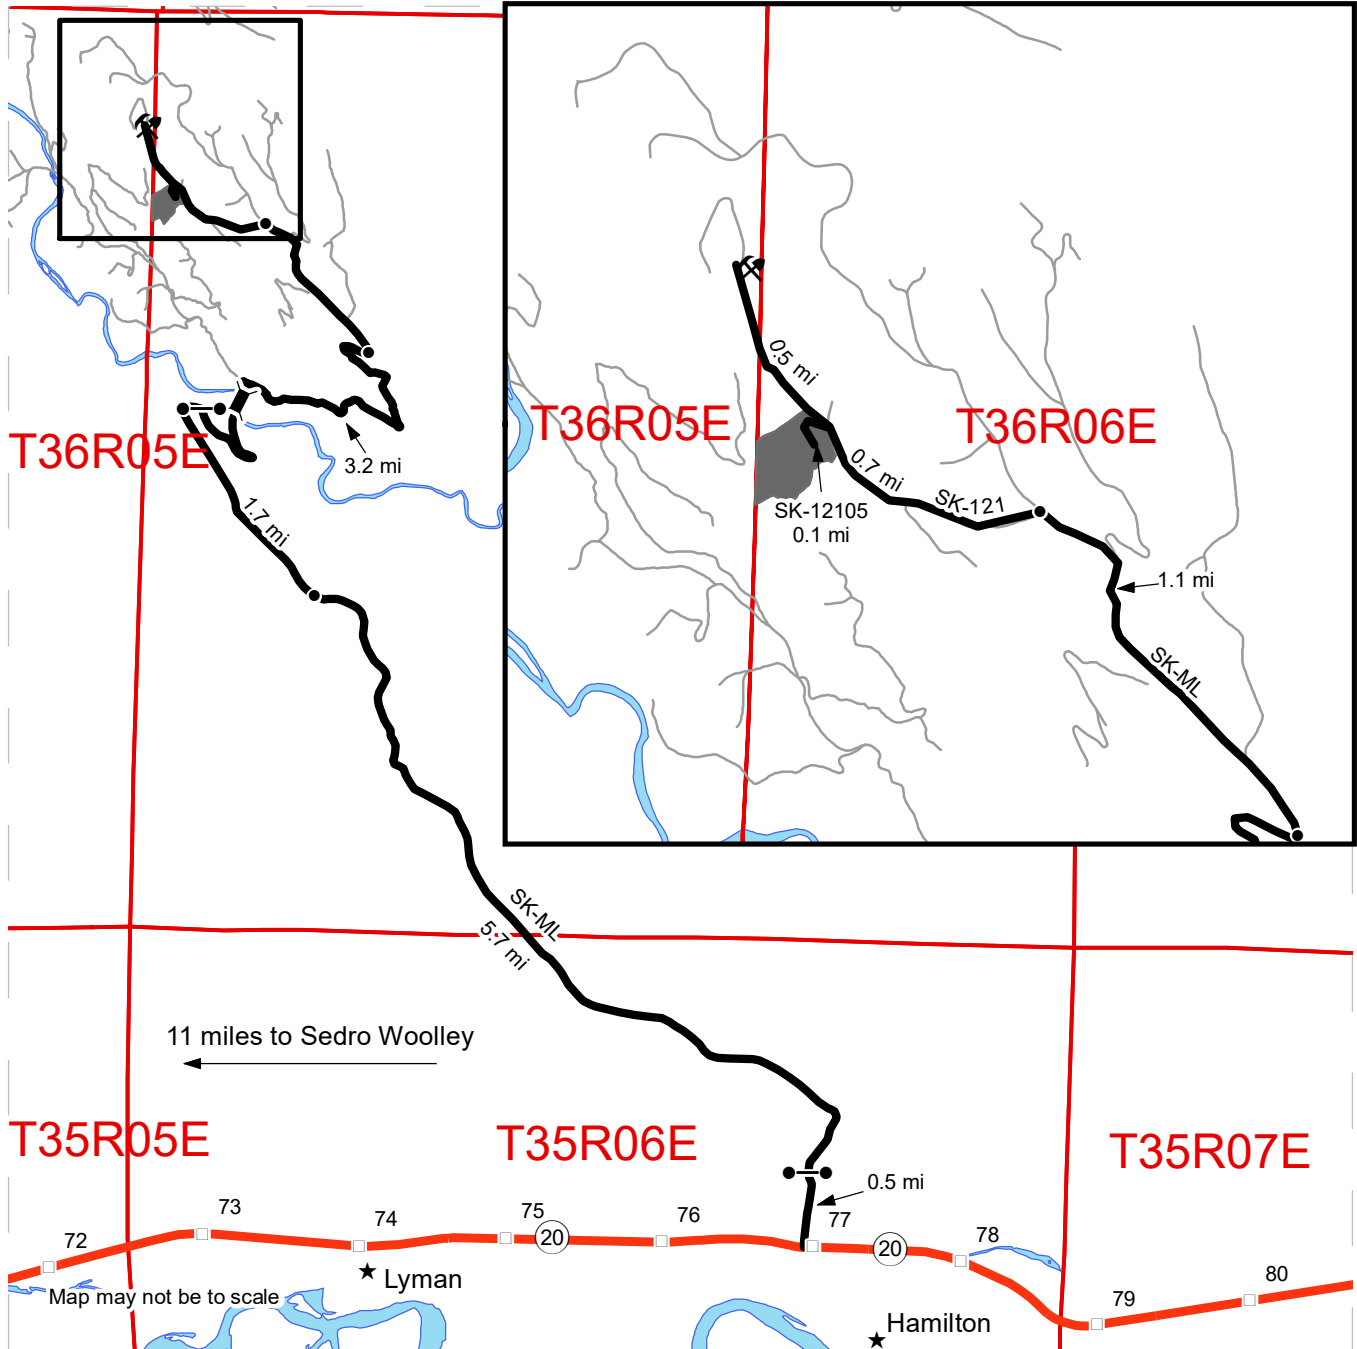 0.5 mi
T36R05E
T36R06E
0.7 mi
SK-121
SK-12105
0.1 mi
1.1 mi
SK-ML
T36R05E
3.2 mi
1.7 mi
SK-ML
5.7 mi
11 miles to Sedro Woolley
T35R05E
T35R06E
T35R07E
0.5 mi
72
73
74
75
20
76
77
20
78
79
80
Lyman
Map may not be to scale
Hamilton